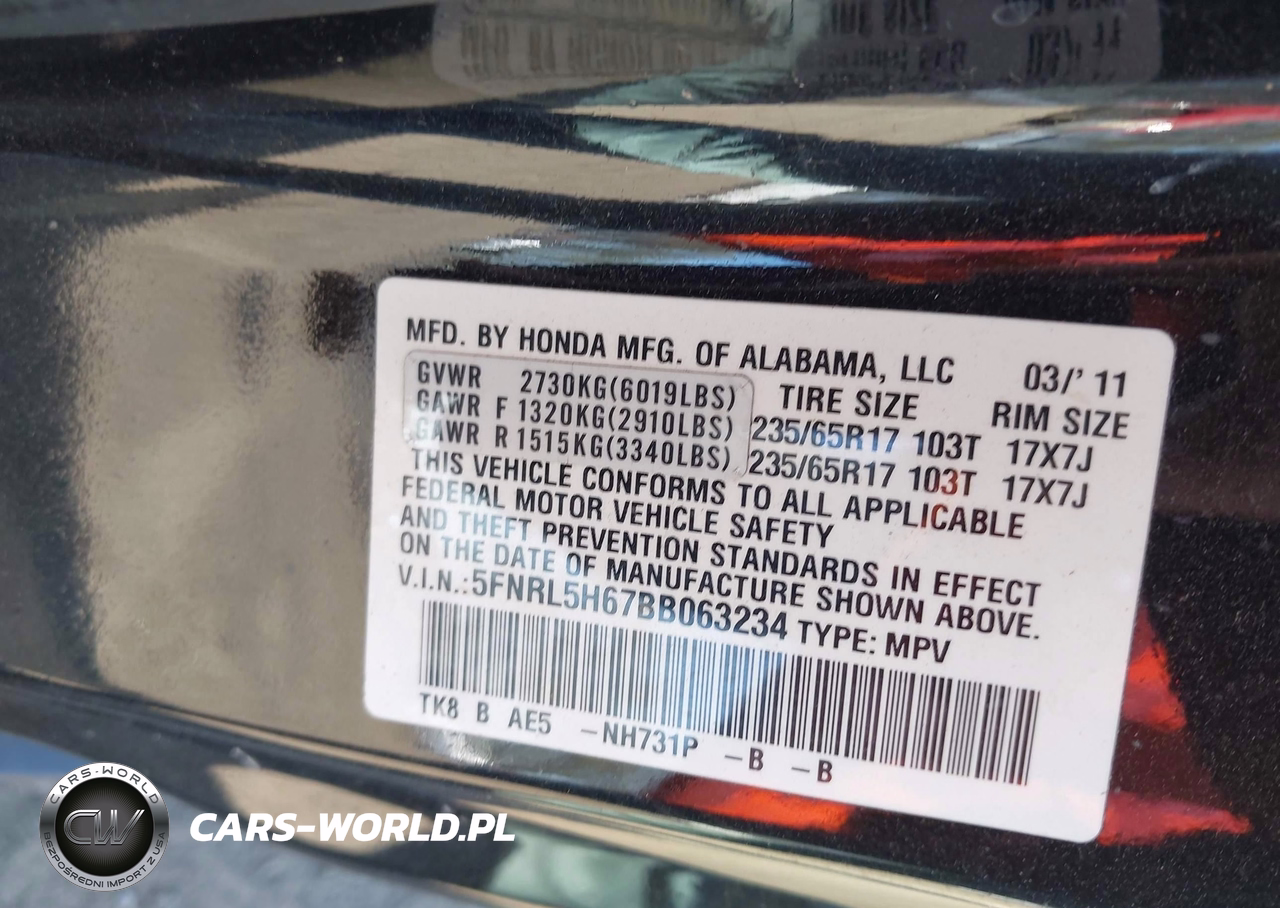 MFD. BY HONDA MFG. OF ALABAMA, LLC 03/' 11
GVWR 2730KG(6019LBS) TIRE SIZE RIM SIZE
GAWR F 1320KG(2910LBS) 235/65R17 103T 17X7J
GAWR R 1515KG(3340LBS) 235/65R17 103T 17X7J
THIS VEHICLE CONFORMS TO ALL APPLICABLE
FEDERAL MOTOR VEHICLE SAFETY
AND THEFT PREVENTION STANDARDS IN EFFECT
ON THE DATE OF MANUFACTURE SHOWN ABOVE.
V.I.N.:5FNRL5H67BB063234 TYPE: MPV
TK8 B AE5 -NH731P -B -B
CARS-WORLD
CW
BEZPOŚREDNI IMPORT Z USA
CARS-WORLD.PL